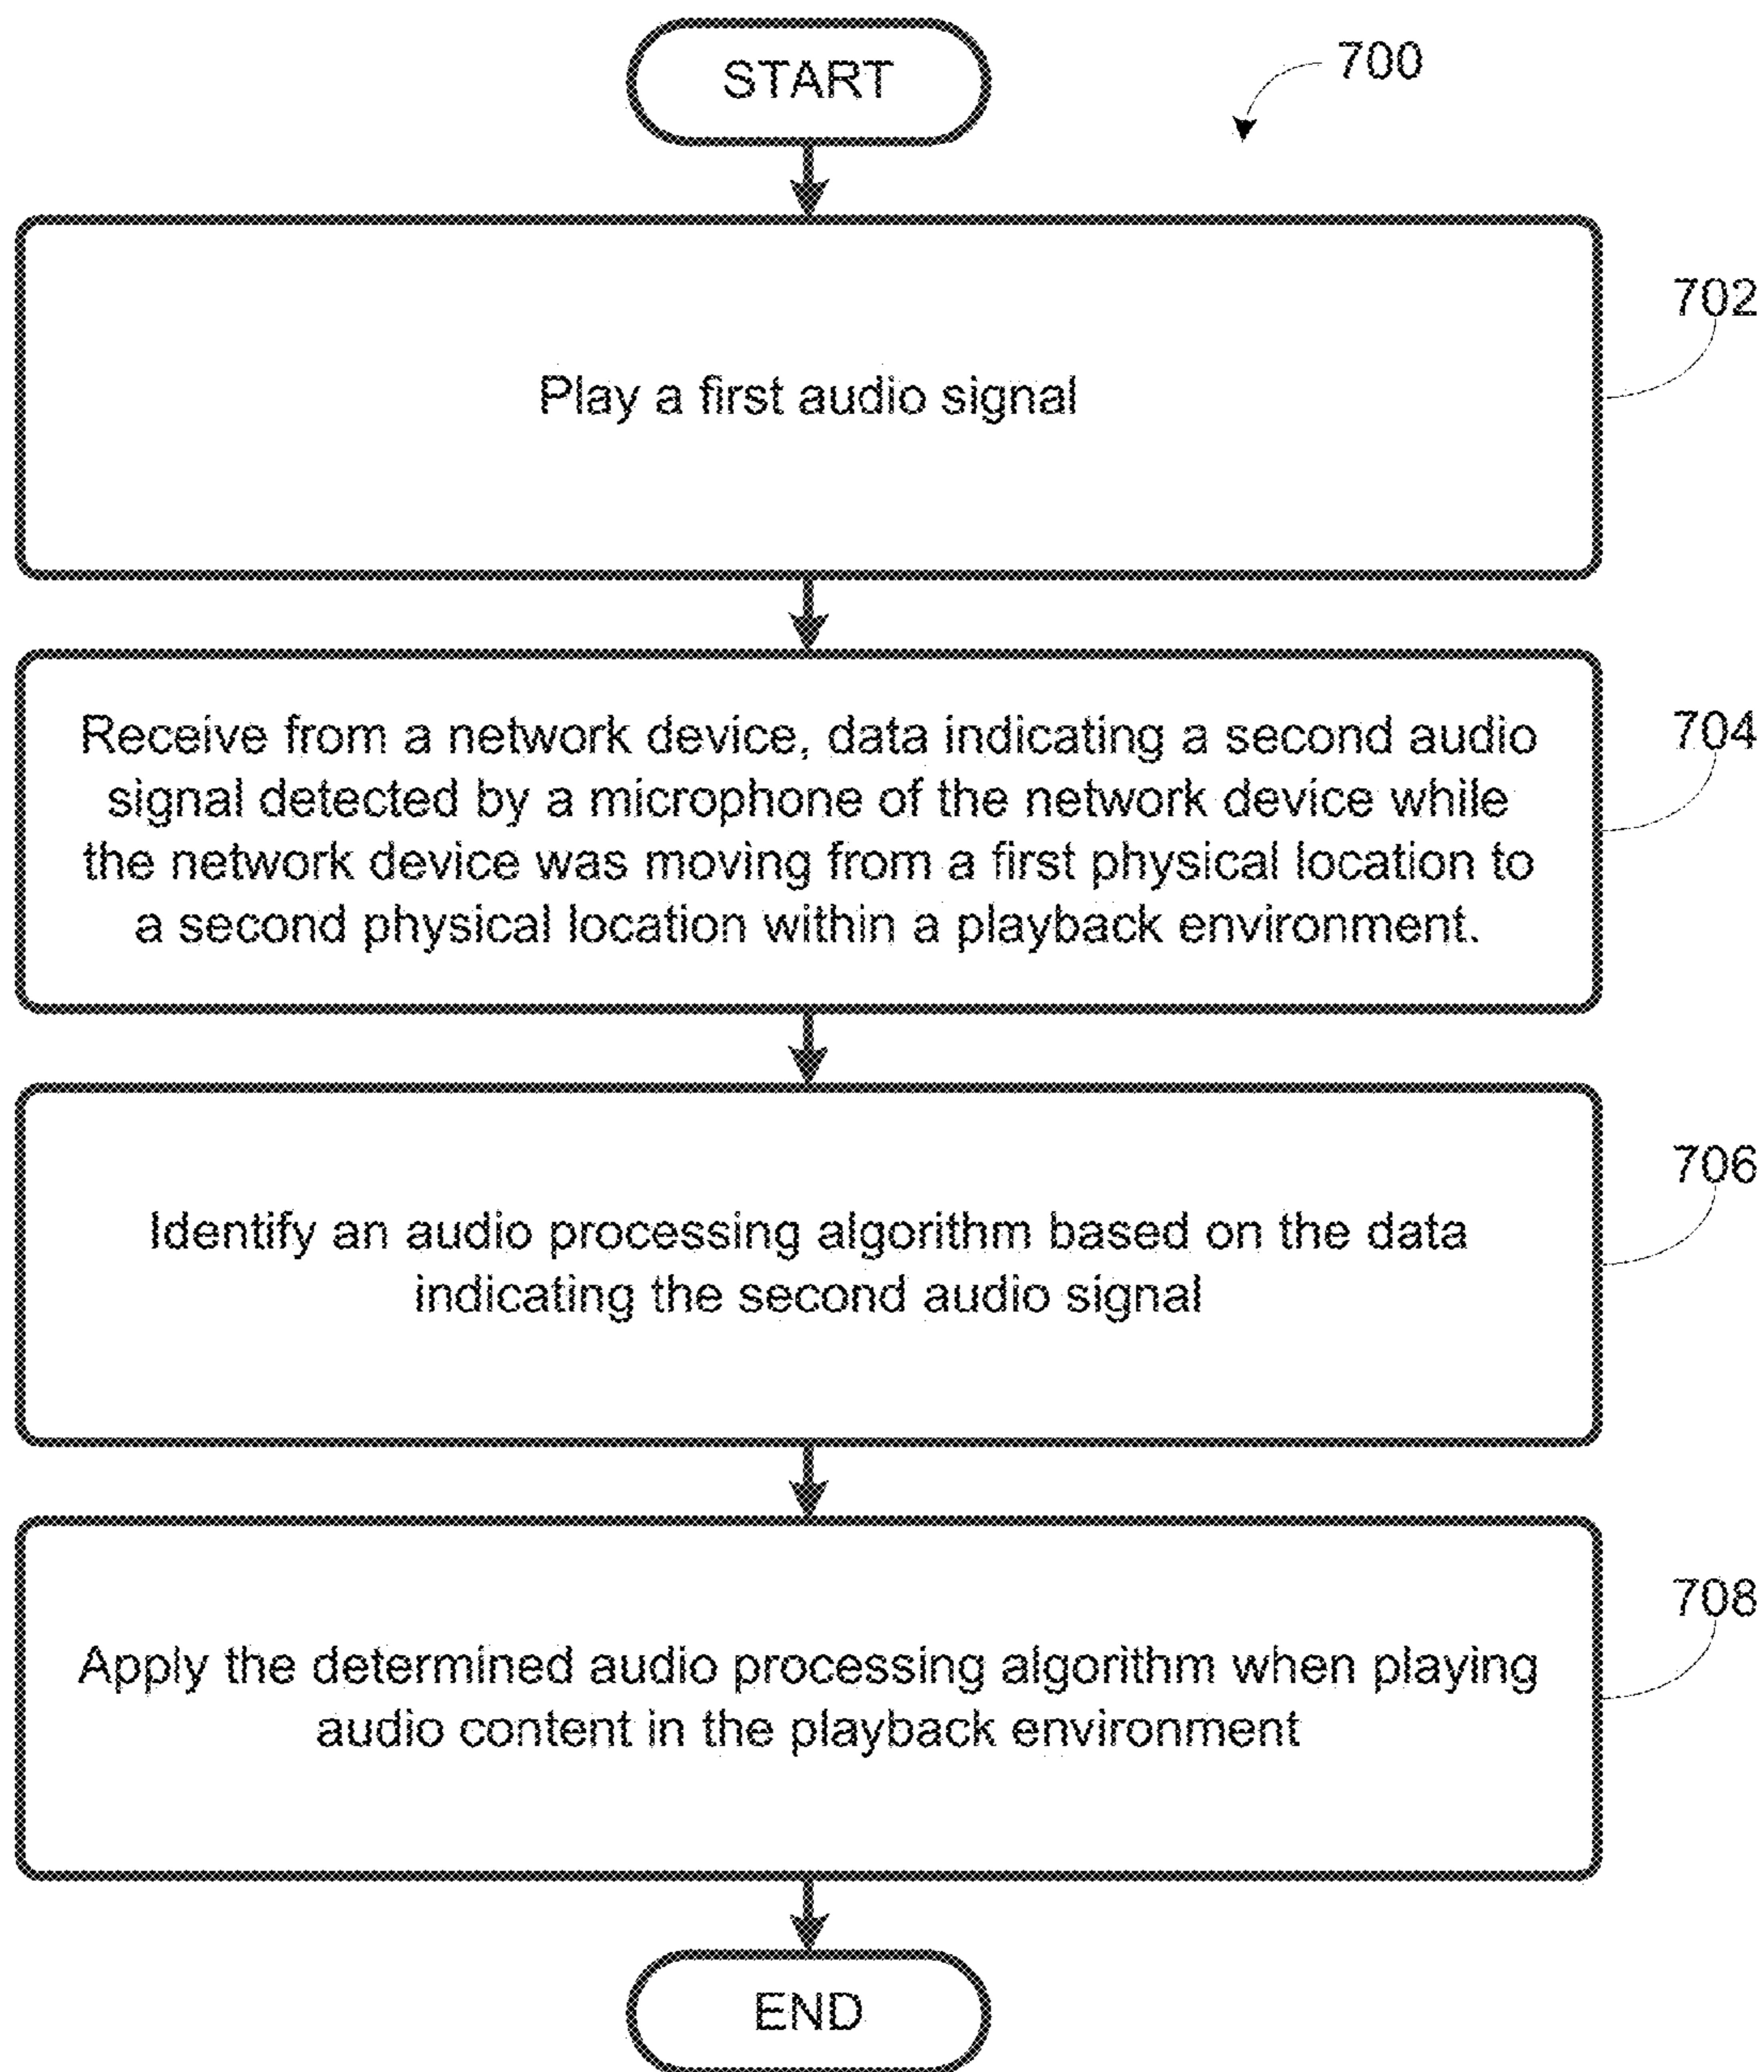 START
700
702
Play a first audio signal
704
Receive from a network device, data indicating a second audio
signal detected by a microphone of the network device while
the network device was moving from a first physical location to
a second physical location within a playback environment.
706
Identify an audio processing algorithm based on the data
indicating the second audio signal
708
Apply the determined audio processing algorithm when playing
audio content in the playback environment
END